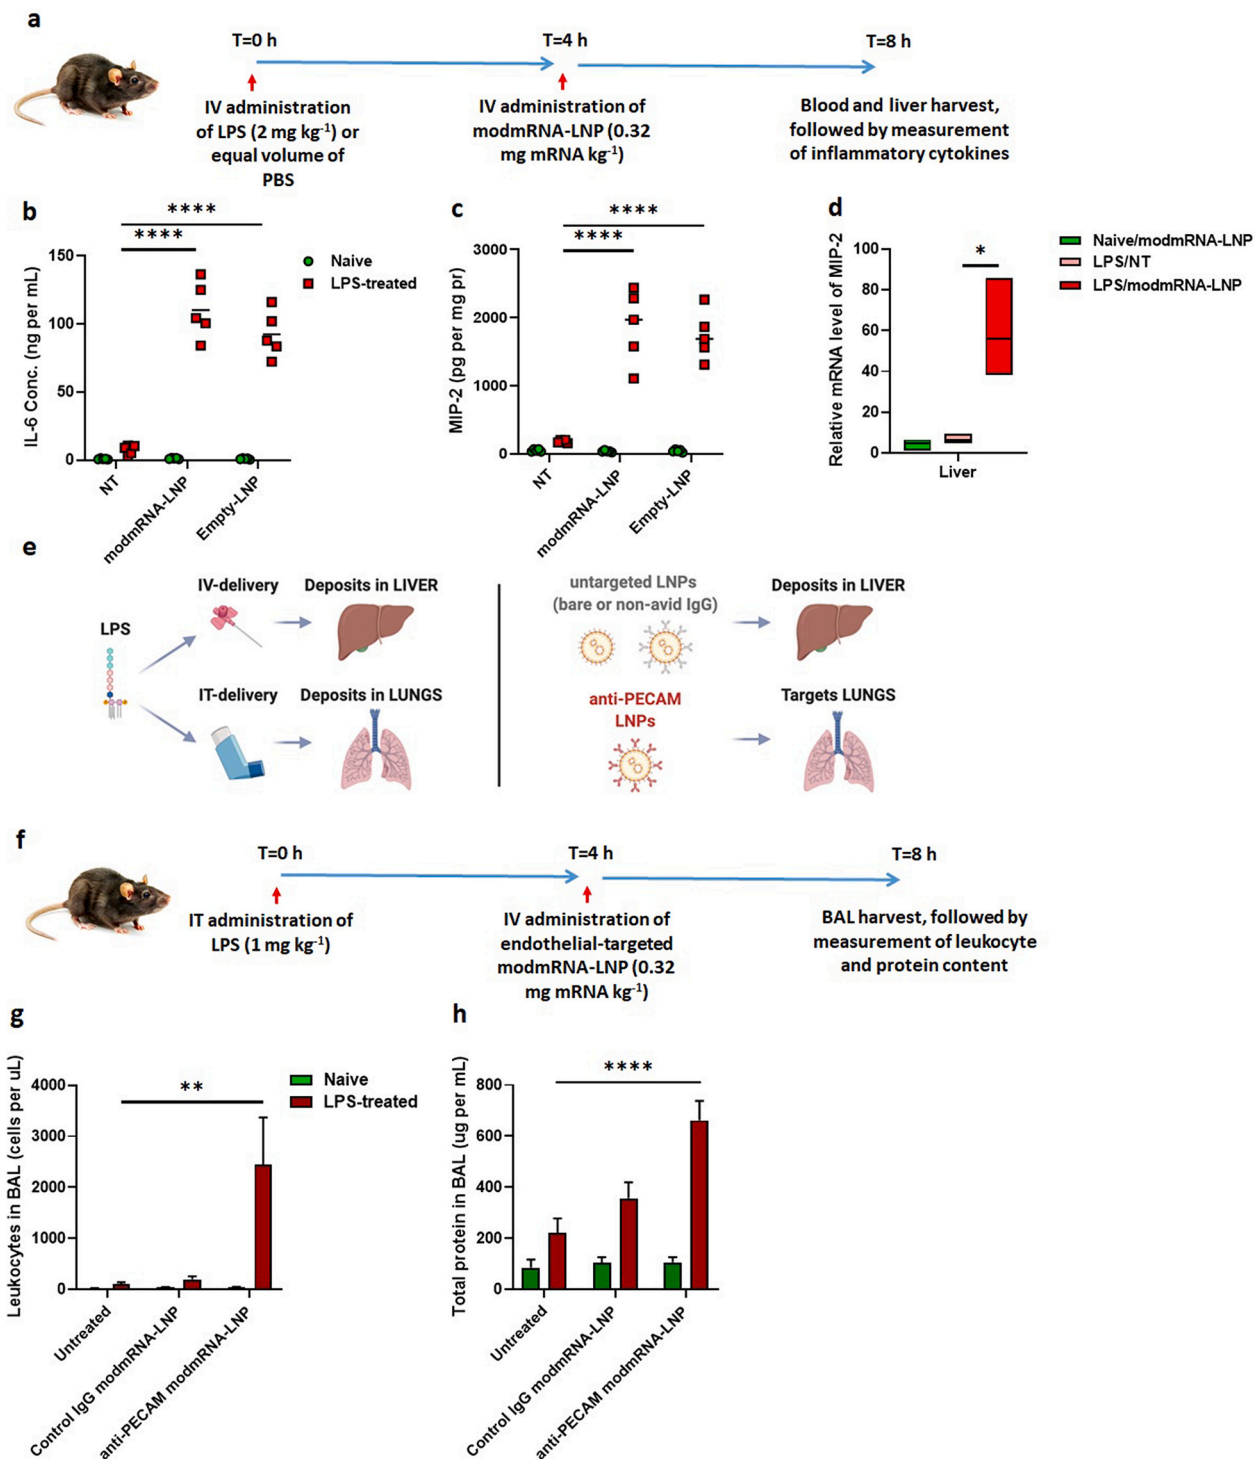 a
T=0 h
T=4 h
T=8 h
IV administration
of LPS (2 mg kg⁻¹) or
equal volume of
PBS
IV administration of
modmRNA-LNP (0.32
mg mRNA kg⁻¹)
Blood and liver harvest,
followed by measurement
of inflammatory cytokines
b
****
****
IL-6 Conc. (ng per mL)
150
100
50
0
Naive
LPS-treated
NT
modmRNA-LNP
Empty-LNP
c
****
****
MIP-2 (pg per mg pr)
3000
2000
1000
0
NT
modmRNA-LNP
Empty-LNP
d
*
Relative mRNA level of MIP-2
100
80
60
40
20
0
Liver
Naive/modmRNA-LNP
LPS/NT
LPS/modmRNA-LNP
e
LPS
IV-delivery
Deposits in LIVER
IT-delivery
Deposits in LUNGS
untargeted LNPs
(bare or non-avid IgG)
Deposits in LIVER
anti-PECAM
LNPs
Targets LUNGS
f
T=0 h
T=4 h
T=8 h
IT administration of
LPS (1 mg kg⁻¹)
IV administration of
endothelial-targeted
modmRNA-LNP (0.32
mg mRNA kg⁻¹)
BAL harvest, followed by
measurement of leukocyte
and protein content
g
**
Leukocytes in BAL (cells per uL)
4000
3000
2000
1000
0
Naive
LPS-treated
Untreated
Control IgG modmRNA-LNP
anti-PECAM modmRNA-LNP
h
****
Total protein in BAL (ug per mL)
800
600
400
200
0
Untreated
Control IgG modmRNA-LNP
anti-PECAM modmRNA-LNP